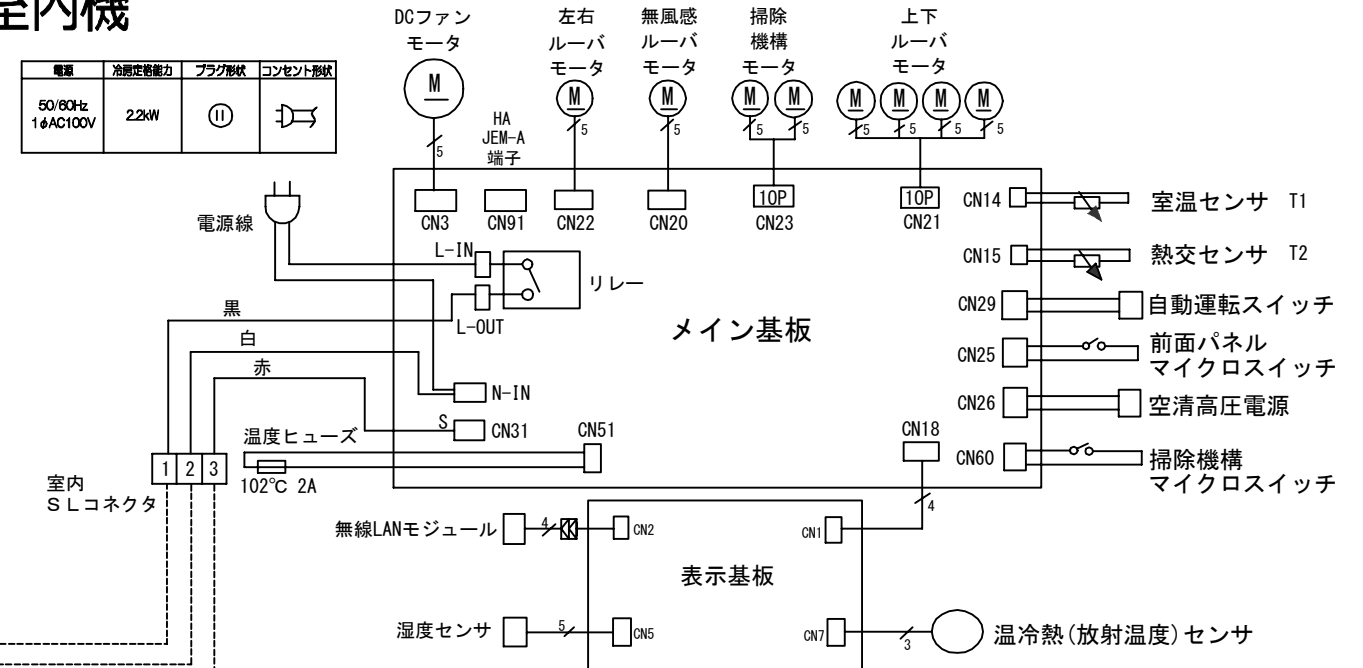 室内機
電源 冷房定格能力 プラグ形状 コンセント形状
50/60Hz
1φAC100V
2.2kW
DCファン
モータ
左右
ルーバ
モータ
無風感
ルーバ
モータ
掃除
機構
モータ
上下
ルーバ
モータ
M M M M M M M M M
5 5 5 5 5 5 5 5 5
HA
JEM-A
端子
CN3 CN91 CN22 CN20
10P
CN23
10P
CN21
電源線
L-IN
リレー
L-OUT
黒
白
赤
N-IN
S CN31
メイン基板
CN14 室温センサ T1
CN15 熱交センサ T2
CN29 自動運転スイッチ
CN25 前面パネル
マイクロスイッチ
CN26 空清高圧電源
CN60 掃除機構
マイクロスイッチ
温度ヒューズ
102℃ 2A
CN51
CN18
4
室内
SLコネクタ
1 2 3
無線LANモジュール 4 CN2
CN1
表示基板
湿度センサ 5 CN5
CN7 3 温冷熱(放射温度)センサ